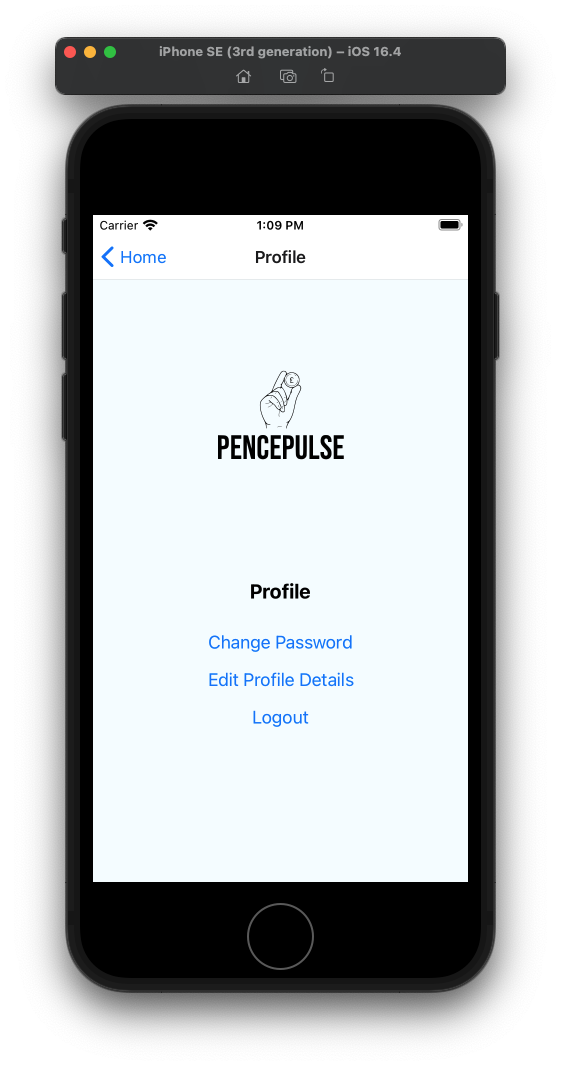 iPhone SE (3rd generation) – iOS 16.4
Carrier 1:09 PM
Home Profile
£
PENCEPULSE
Profile
Change Password
Edit Profile Details
Logout